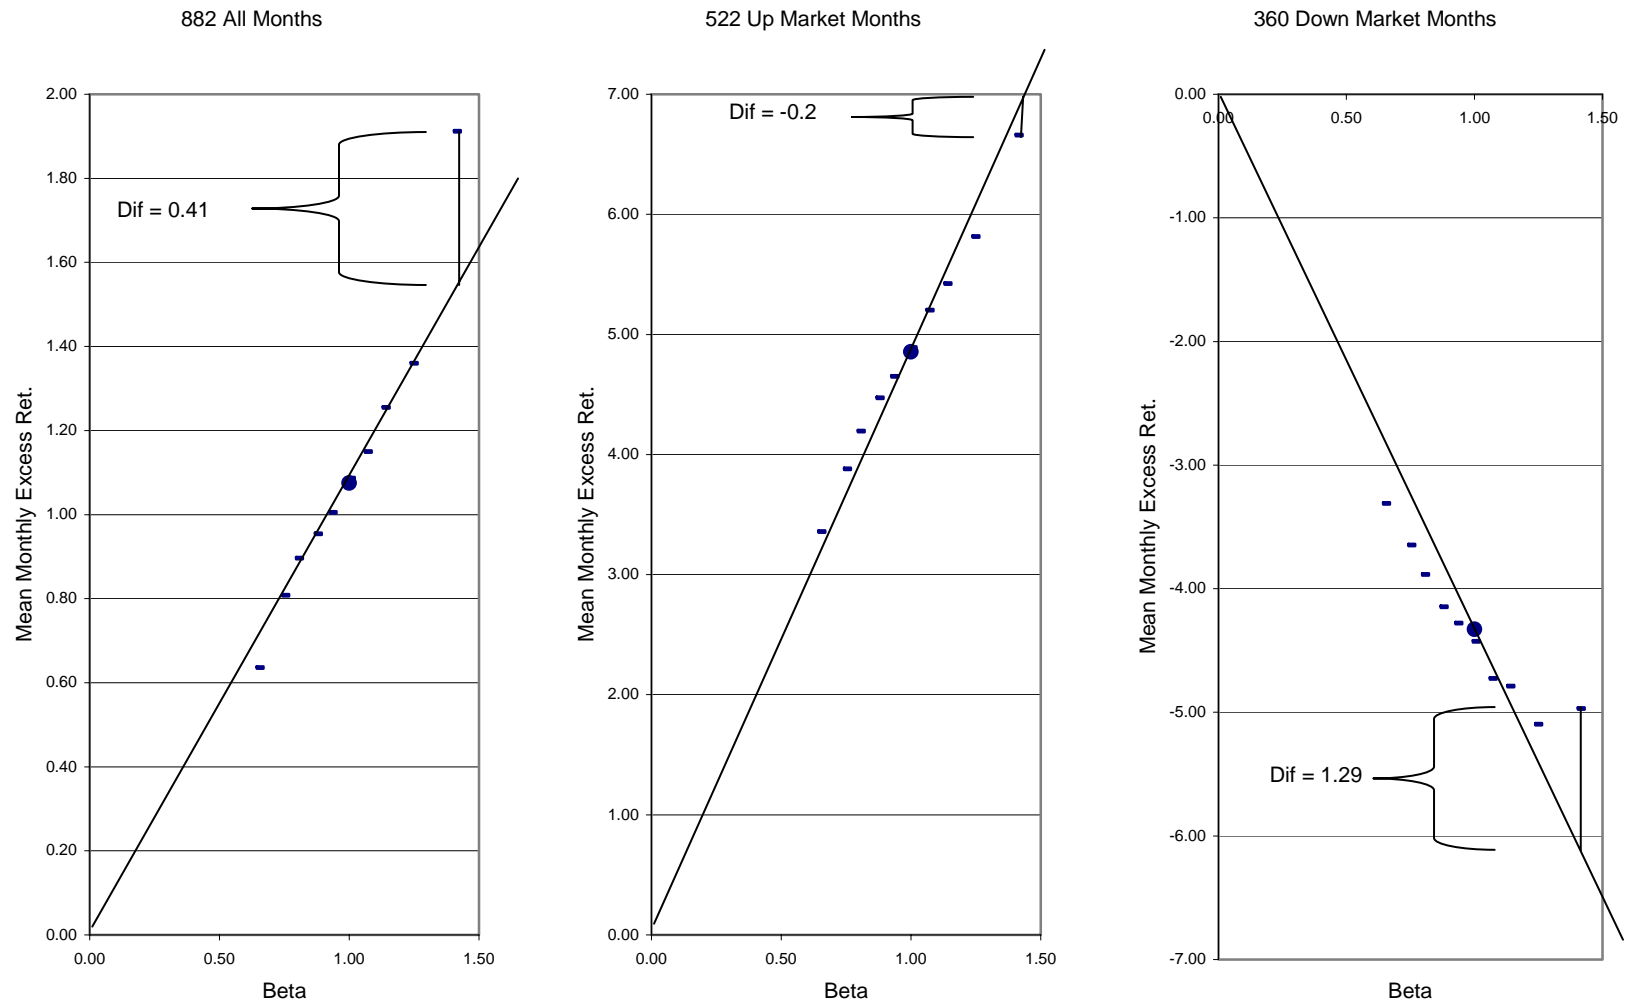 882 All Months
2.00
1.80
1.60
1.40
1.20
1.00
0.80
0.60
0.40
0.20
0.00
0.00 0.50 1.00 1.50
Beta
Mean Monthly Excess Ret.
Dif = 0.41
522 Up Market Months
7.00
6.00
5.00
4.00
3.00
2.00
1.00
0.00
0.00 0.50 1.00 1.50
Beta
Mean Monthly Excess Ret.
Dif = -0.2
360 Down Market Months
0.00
-1.00
-2.00
-3.00
-4.00
-5.00
-6.00
-7.00
0.00 0.50 1.00 1.50
Beta
Mean Monthly Excess Ret.
Dif = 1.29